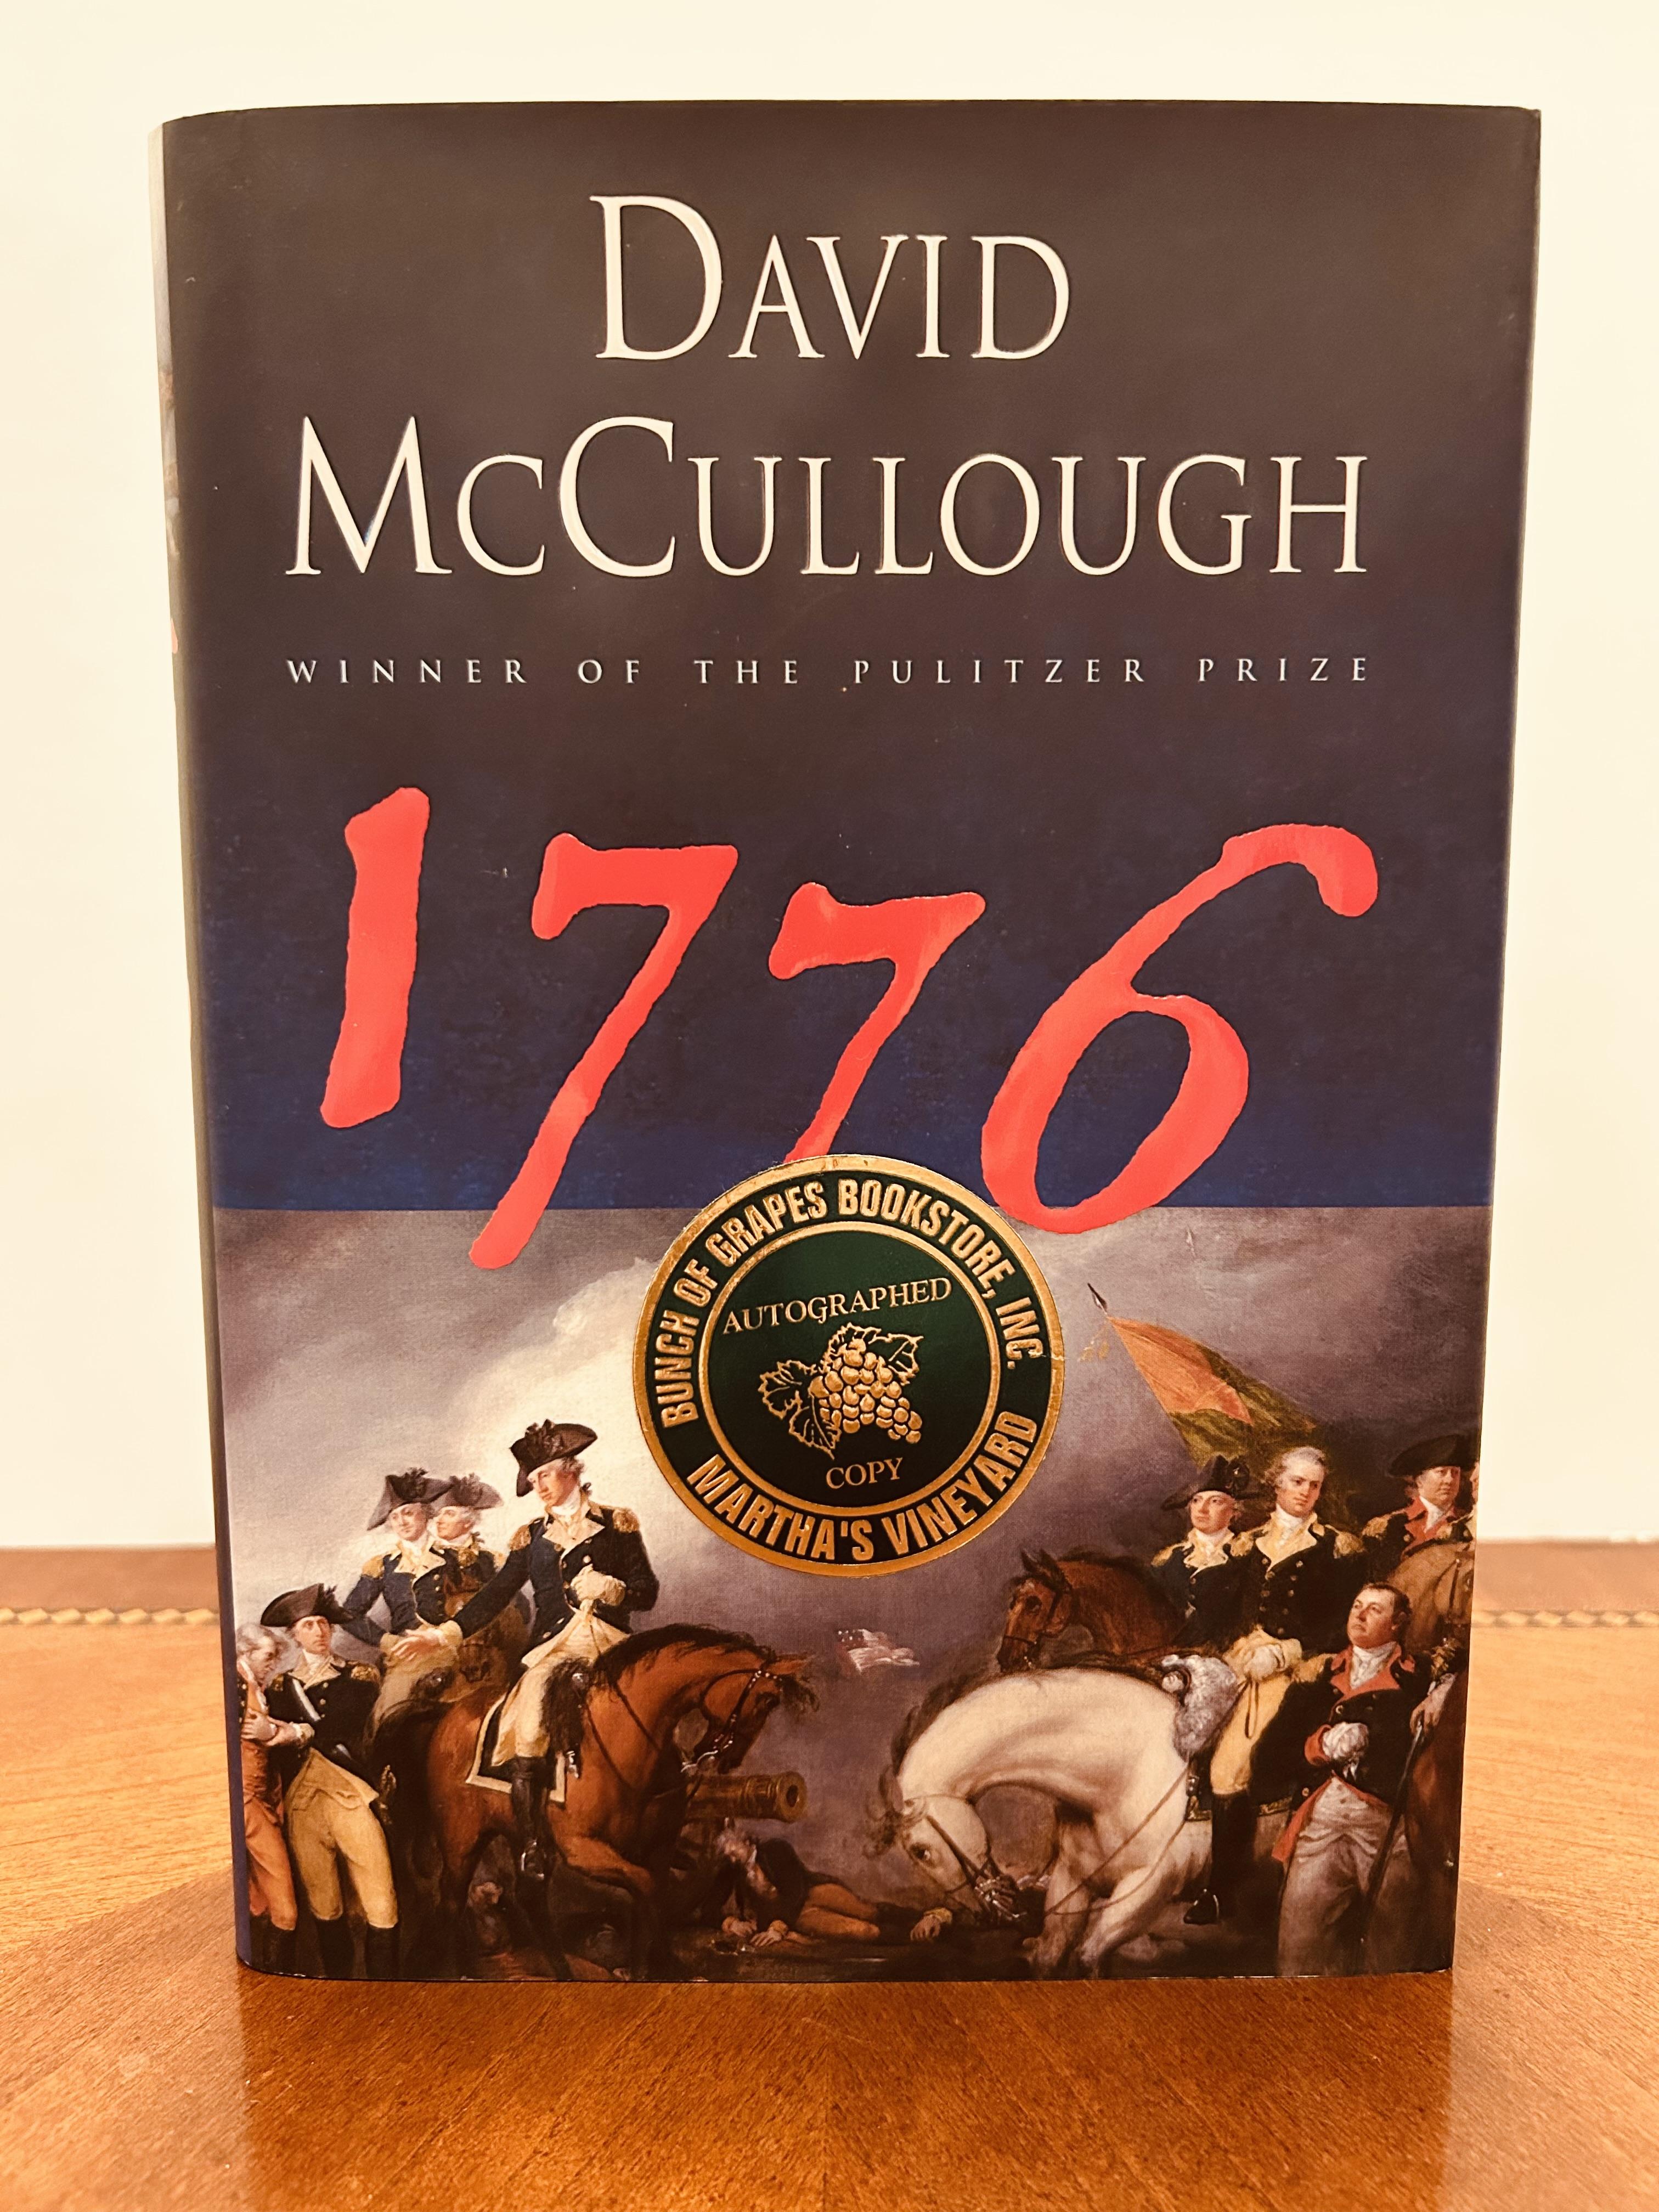 DAVID
MCCULLOUGH
WINNER OF THE PULITZER PRIZE
1776
BUNCH OF GRAPES BOOKSTORE, INC.
AUTOGRAPHED
COPY
MARTHA'S VINEYARD